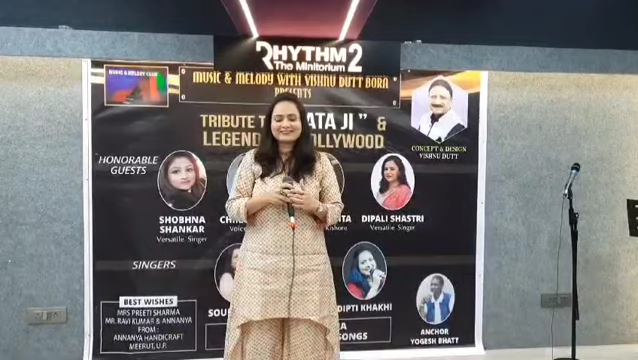 RHYTHM 2
The Minitorium
MUSIC & MELODY CLUB
MUSIC & MELODY WITH VISHNU DUTT BORA
PRESENTS
TRIBUTE ATA JI " &
LEGEND OLLYWOOD
CONCEPT & DESIGN
VISHNU DUTT
HONORABLE
GUESTS
SHOBHNA
SHANKAR
Versatile Singer
Kishore
DIPALI SHASTRI
Versatile Singer
SINGERS
DIPTI KHAKHI
BEST WISHES
MRS PREETI SHARMA
MR. RAVI KUMAR & ANNANYA
FROM :
ANNANYA HANDICRAFT
MEERUT, U.P.
SONGS
ANCHOR
YOGESH BHATT